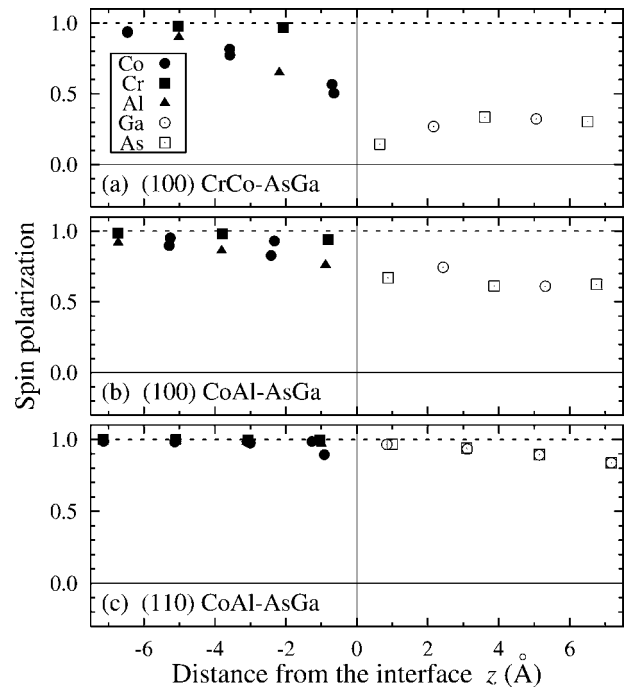 1.0
Co
Cr
Al
Ga
As
0.5
0.0
(a) (100) CrCo-AsGa
1.0
0.5
0.0
(b) (100) CoAl-AsGa
1.0
0.5
0.0
(c) (110) CoAl-AsGa
Spin polarization
-6 -4 -2 0 2 4 6
Distance from the interface z (Å)